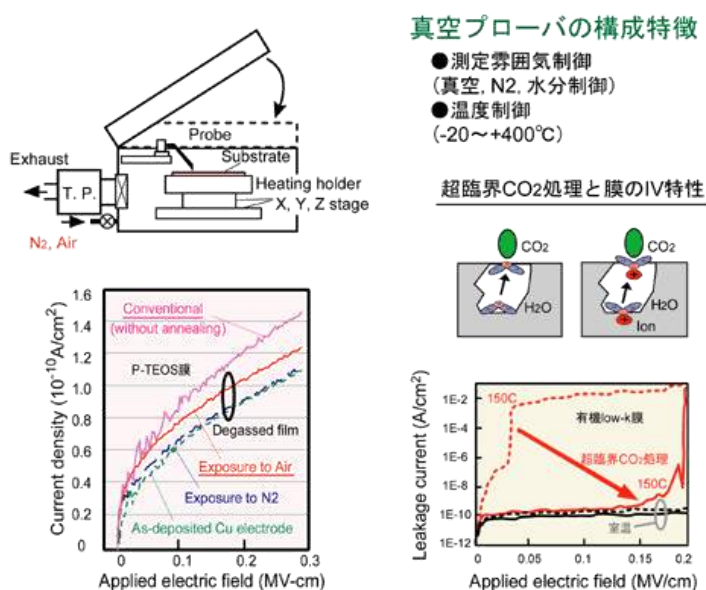 真空プローバの構成特徴
●測定雰囲気制御
(真空, N2, 水分制御)
●温度制御
(-20～+400℃)
Probe
Substrate
Exhaust
T. P.
Heating holder
X, Y, Z stage
N2, Air
超臨界CO2処理と膜のIV特性
CO2
CO2
H2O
H2O
Ion
Current density (10-10A/cm2)
1.6
1.4
1.2
1.0
0.8
0.6
0.4
0.2
0
Conventional
(without annealing)
P-TEOS膜
Degassed film
Exposure to Air
Exposure to N2
As-deposited Cu electrode
0
0.1
0.2
0.3
Applied electric field (MV-cm)
Leakage current (A/cm2)
1E-2
1E-4
1E-6
1E-8
1E-10
1E-12
150C
有機low-k膜
超臨界CO2処理
150C
室温
0
0.05
0.1
0.15
0.2
Applied electric field (MV/cm)